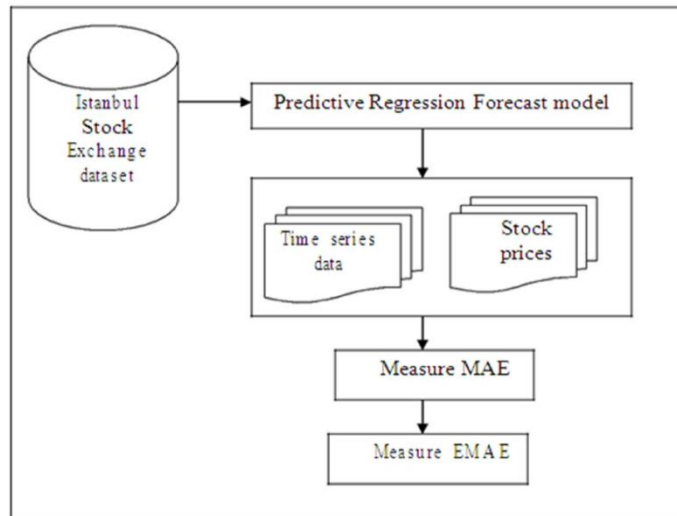 Istanbul
Stock
Exchange
dataset
Predictive Regression Forecast model
Time series
data
Stock
prices
Measure MAE
Measure EMAE